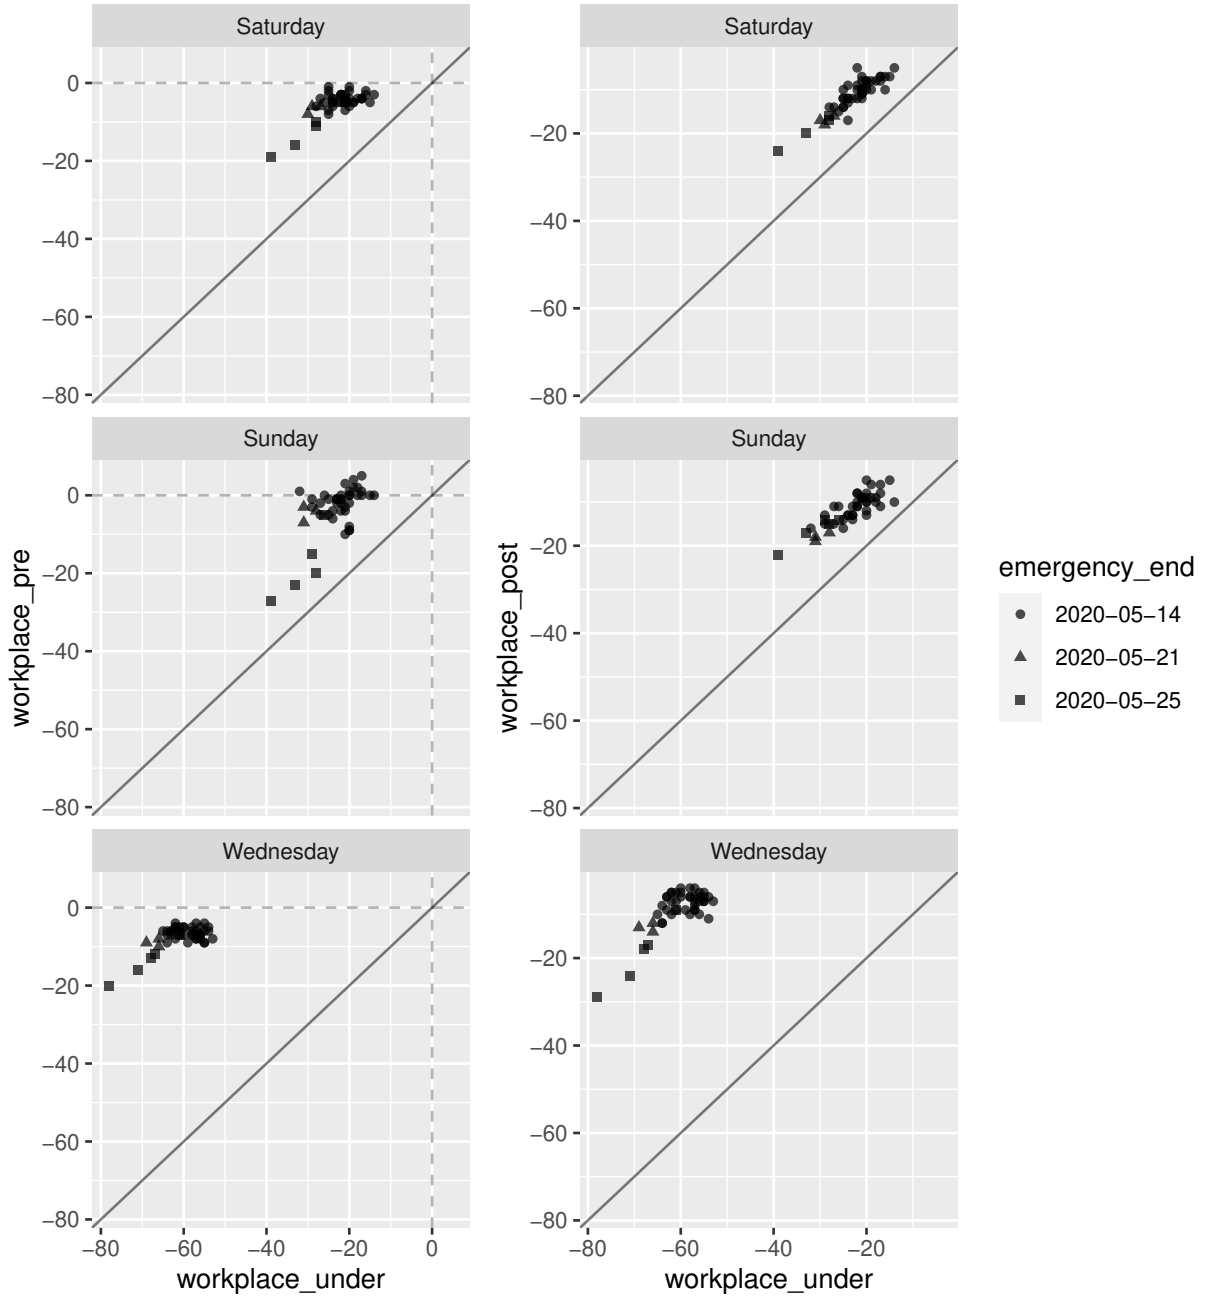 Saturday
0
−20
−40
−60
−80
Saturday
−20
−40
−60
−80
Sunday
0
−20
−40
−60
−80
Sunday
−20
−40
−60
−80
Wednesday
0
−20
−40
−60
−80
−80 −60 −40 −20 0
Wednesday
−20
−40
−60
−80
−80 −60 −40 −20
workplace_pre
workplace_post
workplace_under
workplace_under
emergency_end
2020−05−14
2020−05−21
2020−05−25